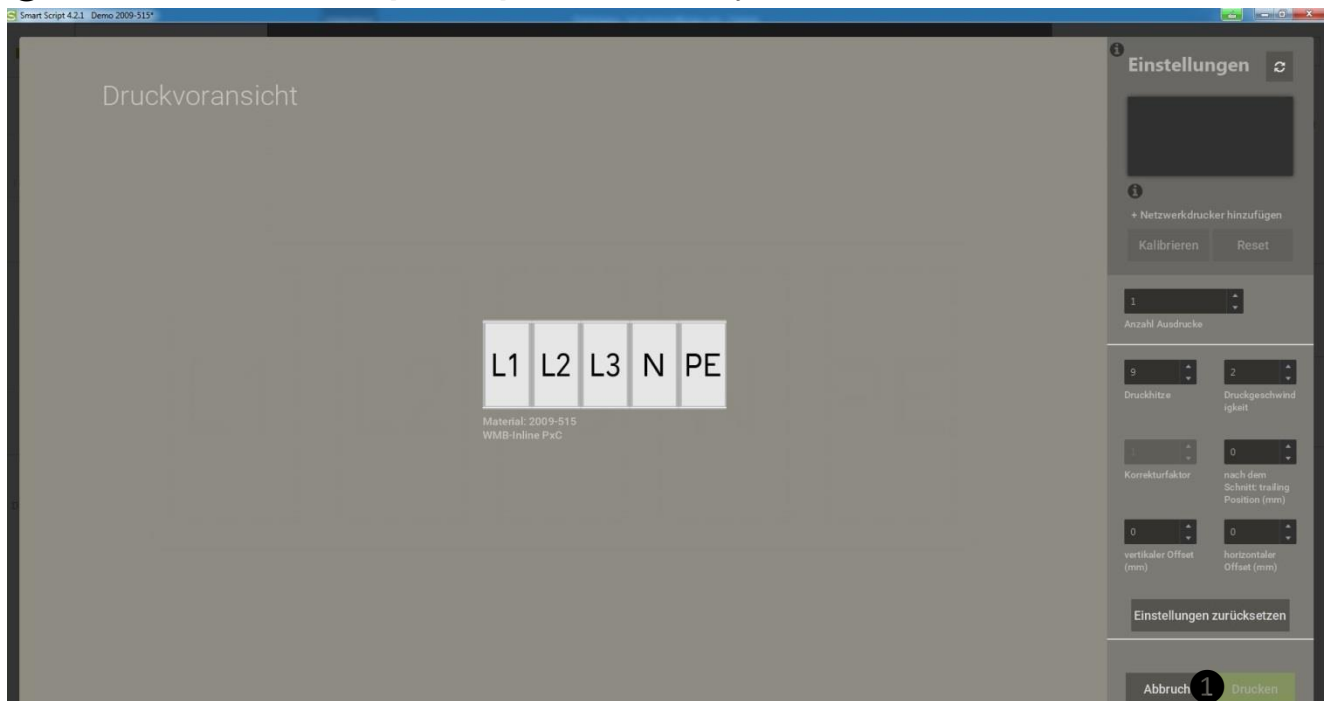 Smart Script 4.2.1 Demo 2009-515*
Druckvoransicht
L1 L2 L3 N PE
Material: 2009-515
WMB-Inline PxC
Einstellungen
+ Netzwerkdrucker hinzufügen
Kalibrieren Reset
1
Anzahl Ausdrucke
9 2
Druckhitze Druckgeschwind
igkeit
1 0
Korrekturfaktor nach dem
Schnitt: trailing
Position (mm)
0 0
vertikaler Offset horizontaler
(mm) Offset (mm)
Einstellungen zurücksetzen
Abbruch 1 Drucken